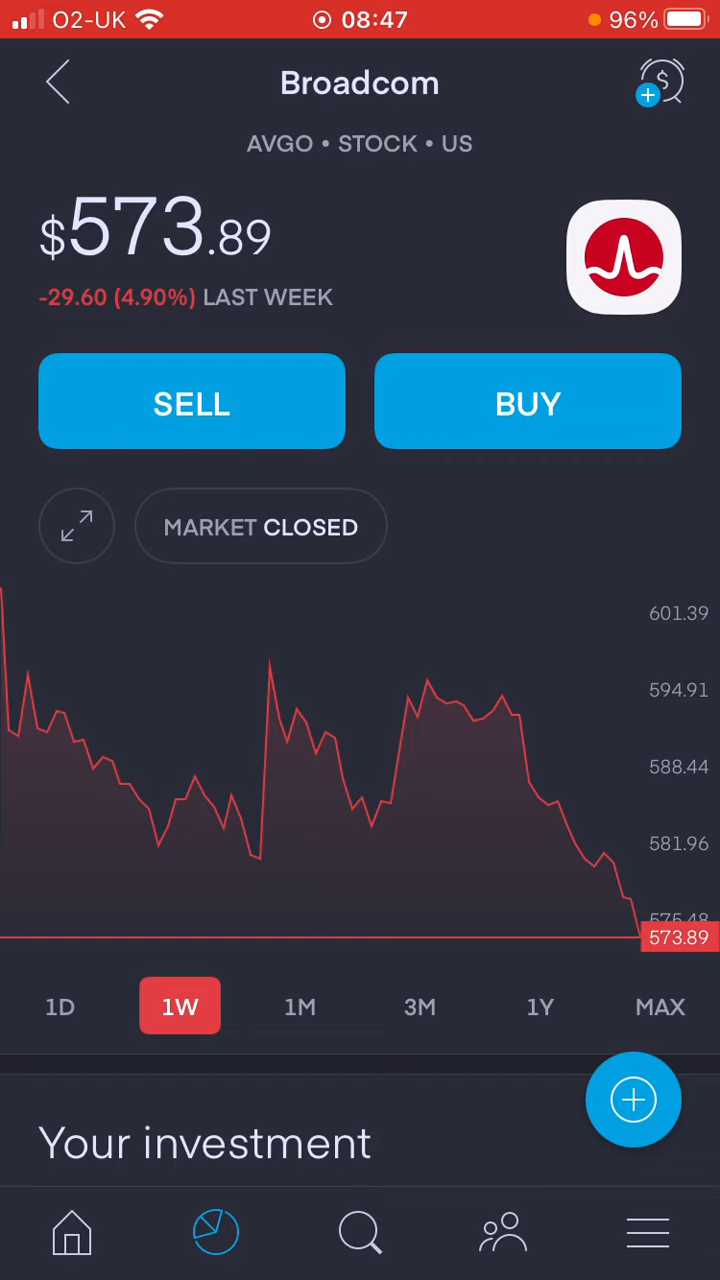 O2-UK 08:47 96%
Broadcom
AVGO • STOCK • US
$573.89
-29.60 (4.90%) LAST WEEK
SELL BUY
MARKET CLOSED
601.39
594.91
588.44
581.96
575.48
573.89
1D 1W 1M 3M 1Y MAX
Your investment